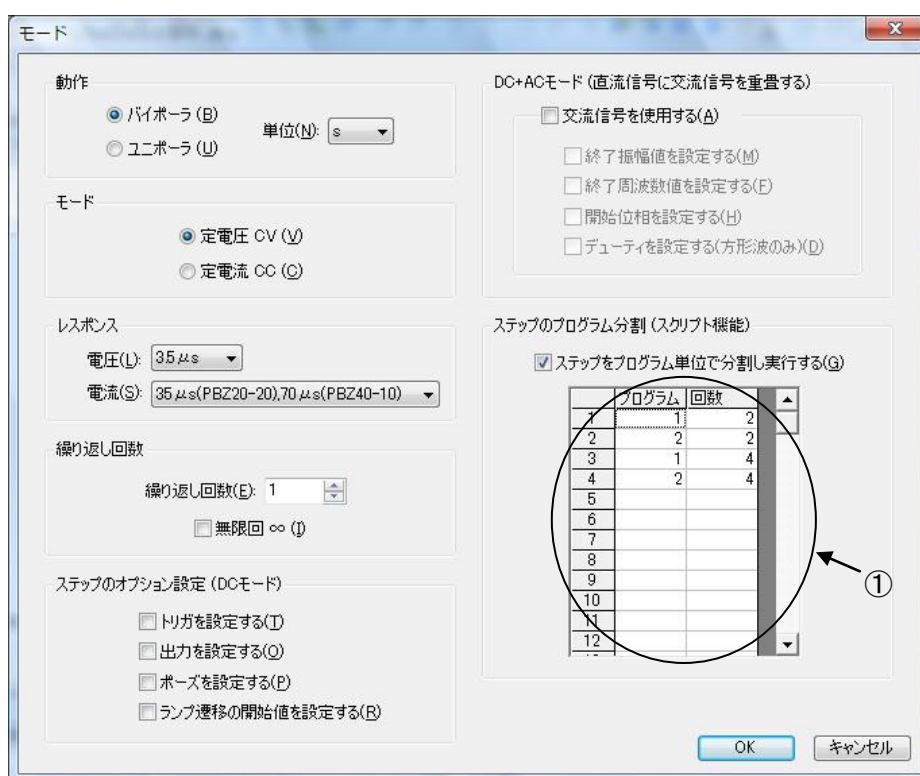 モード
動作
バイポーラ (B)
ユニポーラ (U)
単位(N): s
モード
定電圧 CV (V)
定電流 CC (C)
レスポンス
電圧(L): 3.5μs
電流(S): 35μs(PBZ20-20),70μs(PBZ40-10)
繰り返し回数
繰り返し回数(E): 1
無限回 ∞ (I)
ステップのオプション設定 (DCモード)
トリガを設定する(T)
出力を設定する(O)
ポーズを設定する(P)
ランプ遷移の開始値を設定する(R)
DC+ACモード (直流信号に交流信号を重畳する)
交流信号を使用する(A)
終了振幅値を設定する(M)
終了周波数値を設定する(F)
開始位相を設定する(H)
デューティを設定する(方形波のみ)(D)
ステップのプログラム分割 (スクリプト機能)
ステップをプログラム単位で分割し実行する(G)
プログラム 回数
1 1 2
2 2 2
3 1 4
4 2 4
5
6
7
8
9
10
11
12
①
OK キャンセル